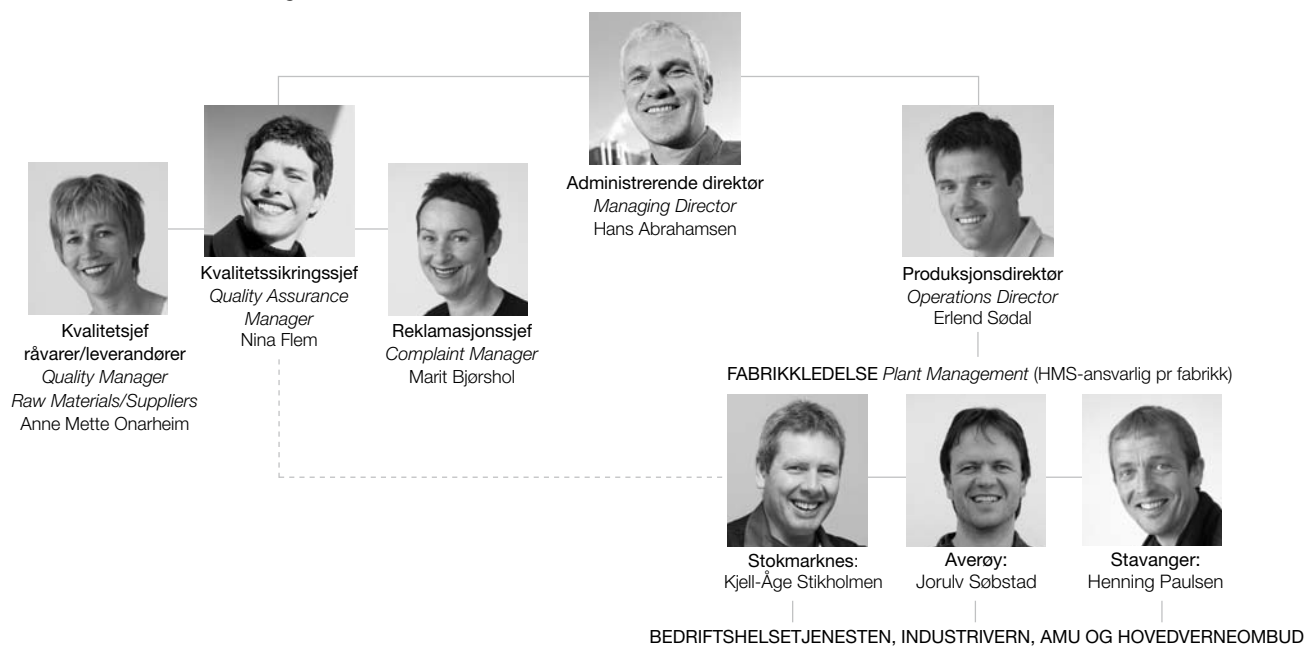 Administrerende direktør
Managing Director
Hans Abrahamsen
Kvalitetssikringssjef
Quality Assurance
Manager
Nina Flem
Produksjonsdirektør
Operations Director
Erlend Sødal
Kvalitetsjef
råvarer/leverandører
Quality Manager
Raw Materials/Suppliers
Anne Mette Onarheim
Reklamasjonssjef
Complaint Manager
Marit Bjørshol
FABRIKKLEDELSE Plant Management (HMS-ansvarlig pr fabrikk)
Stokmarknes:
Kjell-Åge Stikholmen
Averøy:
Jorulv Søbstad
Stavanger:
Henning Paulsen
BEDRIFTSHELSETJENESTEN, INDUSTRIVERN, AMU OG HOVEDVERNEOMBUD